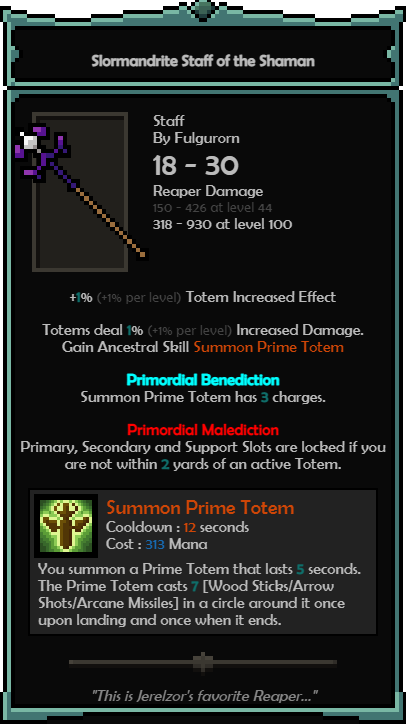 Slormandrite Staff of the Shaman
Staff
By Fulgurorn
18 - 30
Reaper Damage
150 - 426 at level 44
318 - 930 at level 100
+1% (+1% per level) Totem Increased Effect
Totems deal 1% (+1% per level) Increased Damage.
Gain Ancestral Skill Summon Prime Totem
Primordial Benediction
Summon Prime Totem has 3 charges.
Primordial Malediction
Primary, Secondary and Support Slots are locked if you
are not within 2 yards of an active Totem.
Summon Prime Totem
Cooldown : 12 seconds
Cost : 313 Mana
You summon a Prime Totem that lasts 5 seconds.
The Prime Totem casts 7 [Wood Sticks/Arrow
Shots/Arcane Missiles] in a circle around it once
upon landing and once when it ends.
"This is Jerelzor's favorite Reaper..."